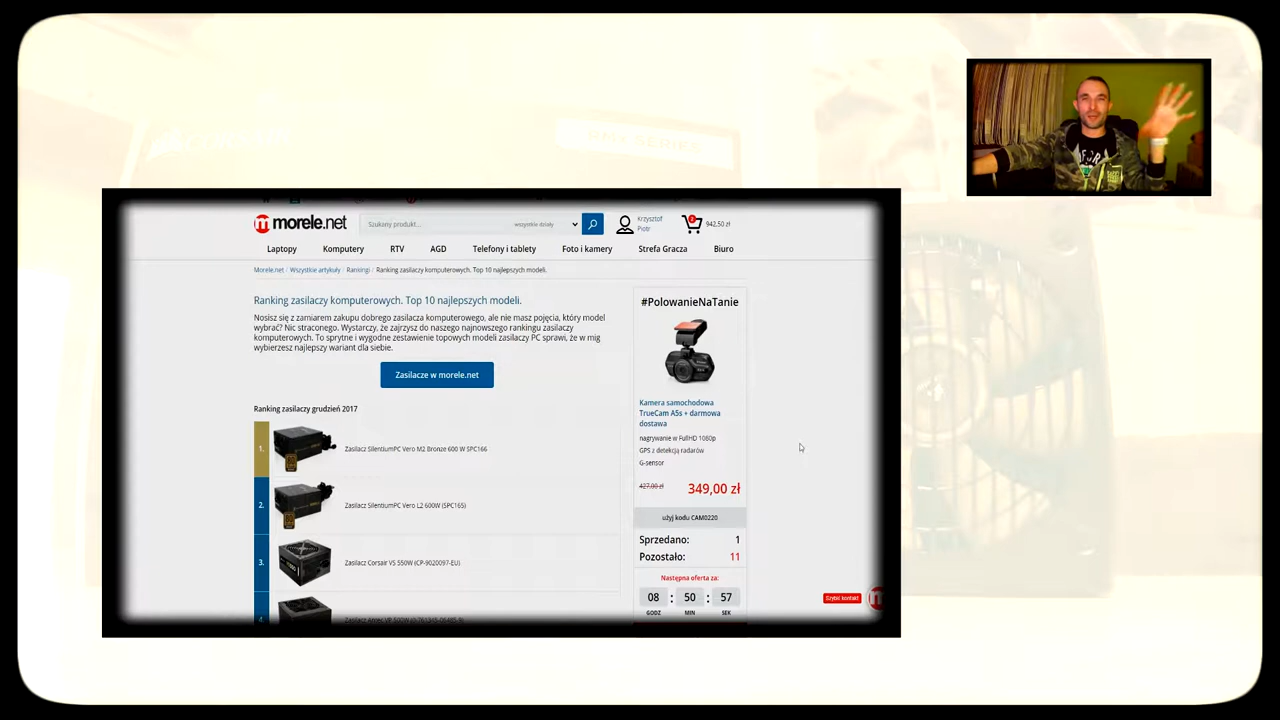 RMx SERIES
morele.net
Szukany produkt...
wszystkie działy
Krzysztof
Piotr
942,50 zł
Laptopy Komputery RTV AGD Telefony i tablety Foto i kamery Strefa Gracza Biuro
Morele.net / Wszystkie artykuły / Rankingi / Ranking zasilaczy komputerowych. Top 10 najlepszych modeli.
Ranking zasilaczy komputerowych. Top 10 najlepszych modeli.
Nosisz się z zamiarem zakupu dobrego zasilacza komputerowego, ale nie masz pojęcia, który model
wybrać? Nic straconego. Wystarczy, że zajrzysz do naszego najnowszego rankingu zasilaczy
komputerowych. To sprytne i wygodne zestawienie topowych modeli zasilaczy PC sprawi, że w mig
wybierzesz najlepszy wariant dla siebie.
Zasilacze w morele.net
Ranking zasilaczy grudzień 2017
1.
Zasilacz SilentiumPC Vero M2 Bronze 600 W SPC166
2.
Zasilacz SilentiumPC Vero L2 600W (SPC165)
3.
Zasilacz Corsair VS 550W (CP-9020097-EU)
4.
#PolowanieNaTanie
Kamera samochodowa
TrueCam A5s + darmowa
dostawa
nagrywanie w FullHD 1080p
GPS z detekcją radarów
G-sensor
427,00 zł
349,00 zł
użyj kodu CAM0220
Sprzedano: 1
Pozostało: 11
Następna oferta za:
08 : 50 : 57
GODZ MIN SEK
Szybki kontakt